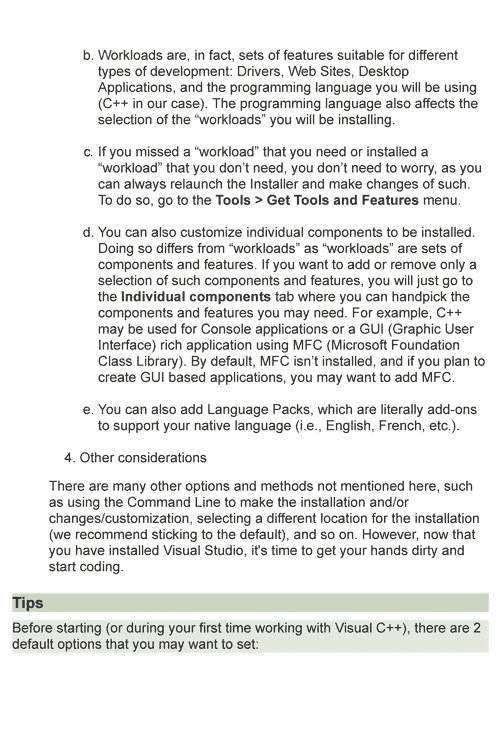 b. Workloads are, in fact, sets of features suitable for different
types of development: Drivers, Web Sites, Desktop
Applications, and the programming language you will be using
(C++ in our case). The programming language also affects the
selection of the “workloads” you will be installing.
c. If you missed a “workload” that you need or installed a
“workload” that you don’t need, you don’t need to worry, as you
can always relaunch the Installer and make changes of such.
To do so, go to the Tools > Get Tools and Features menu.
d. You can also customize individual components to be installed.
Doing so differs from “workloads” as “workloads” are sets of
components and features. If you want to add or remove only a
selection of such components and features, you will just go to
the Individual components tab where you can handpick the
components and features you may need. For example, C++
may be used for Console applications or a GUI (Graphic User
Interface) rich application using MFC (Microsoft Foundation
Class Library). By default, MFC isn’t installed, and if you plan to
create GUI based applications, you may want to add MFC.
e. You can also add Language Packs, which are literally add-ons
to support your native language (i.e., English, French, etc.).
4. Other considerations
There are many other options and methods not mentioned here, such
as using the Command Line to make the installation and/or
changes/customization, selecting a different location for the installation
(we recommend sticking to the default), and so on. However, now that
you have installed Visual Studio, it's time to get your hands dirty and
start coding.
Tips
Before starting (or during your first time working with Visual C++), there are 2
default options that you may want to set: